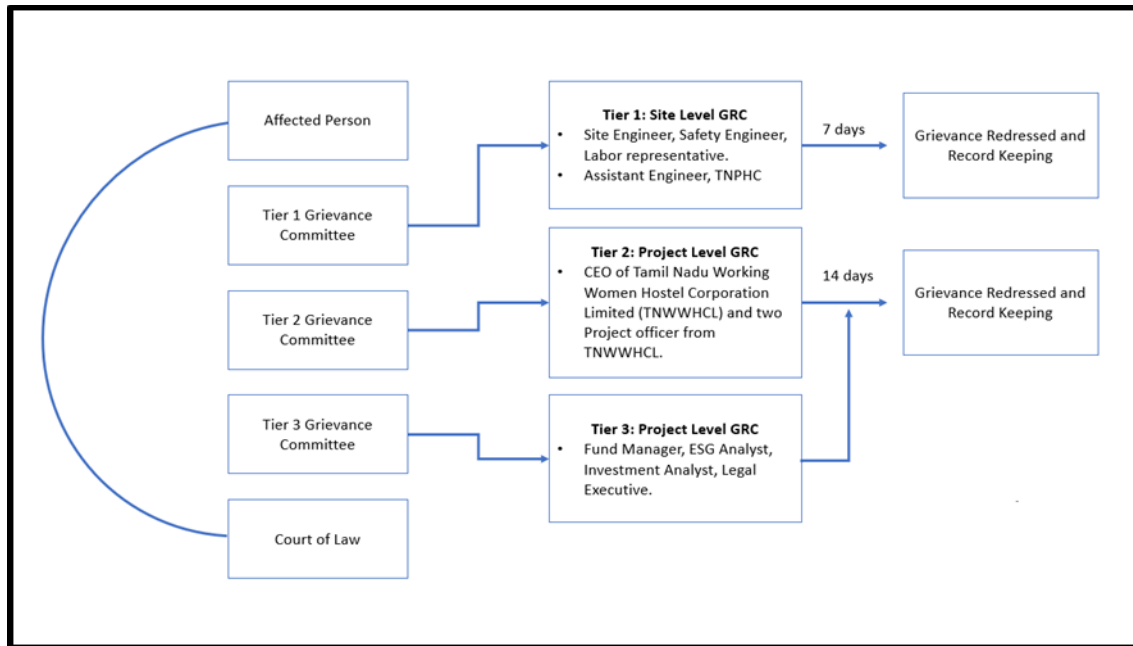 Affected Person
Tier 1 Grievance
Committee
Tier 2 Grievance
Committee
Tier 3 Grievance
Committee
Court of Law
Tier 1: Site Level GRC
• Site Engineer, Safety Engineer,
Labor representative.
• Assistant Engineer, TNPHC
7 days
Grievance Redressed and
Record Keeping
Tier 2: Project Level GRC
• CEO of Tamil Nadu Working
Women Hostel Corporation
Limited (TNWWHCL) and two
Project officer from
TNWWHCL.
14 days
Grievance Redressed and
Record Keeping
Tier 3: Project Level GRC
• Fund Manager, ESG Analyst,
Investment Analyst, Legal
Executive.